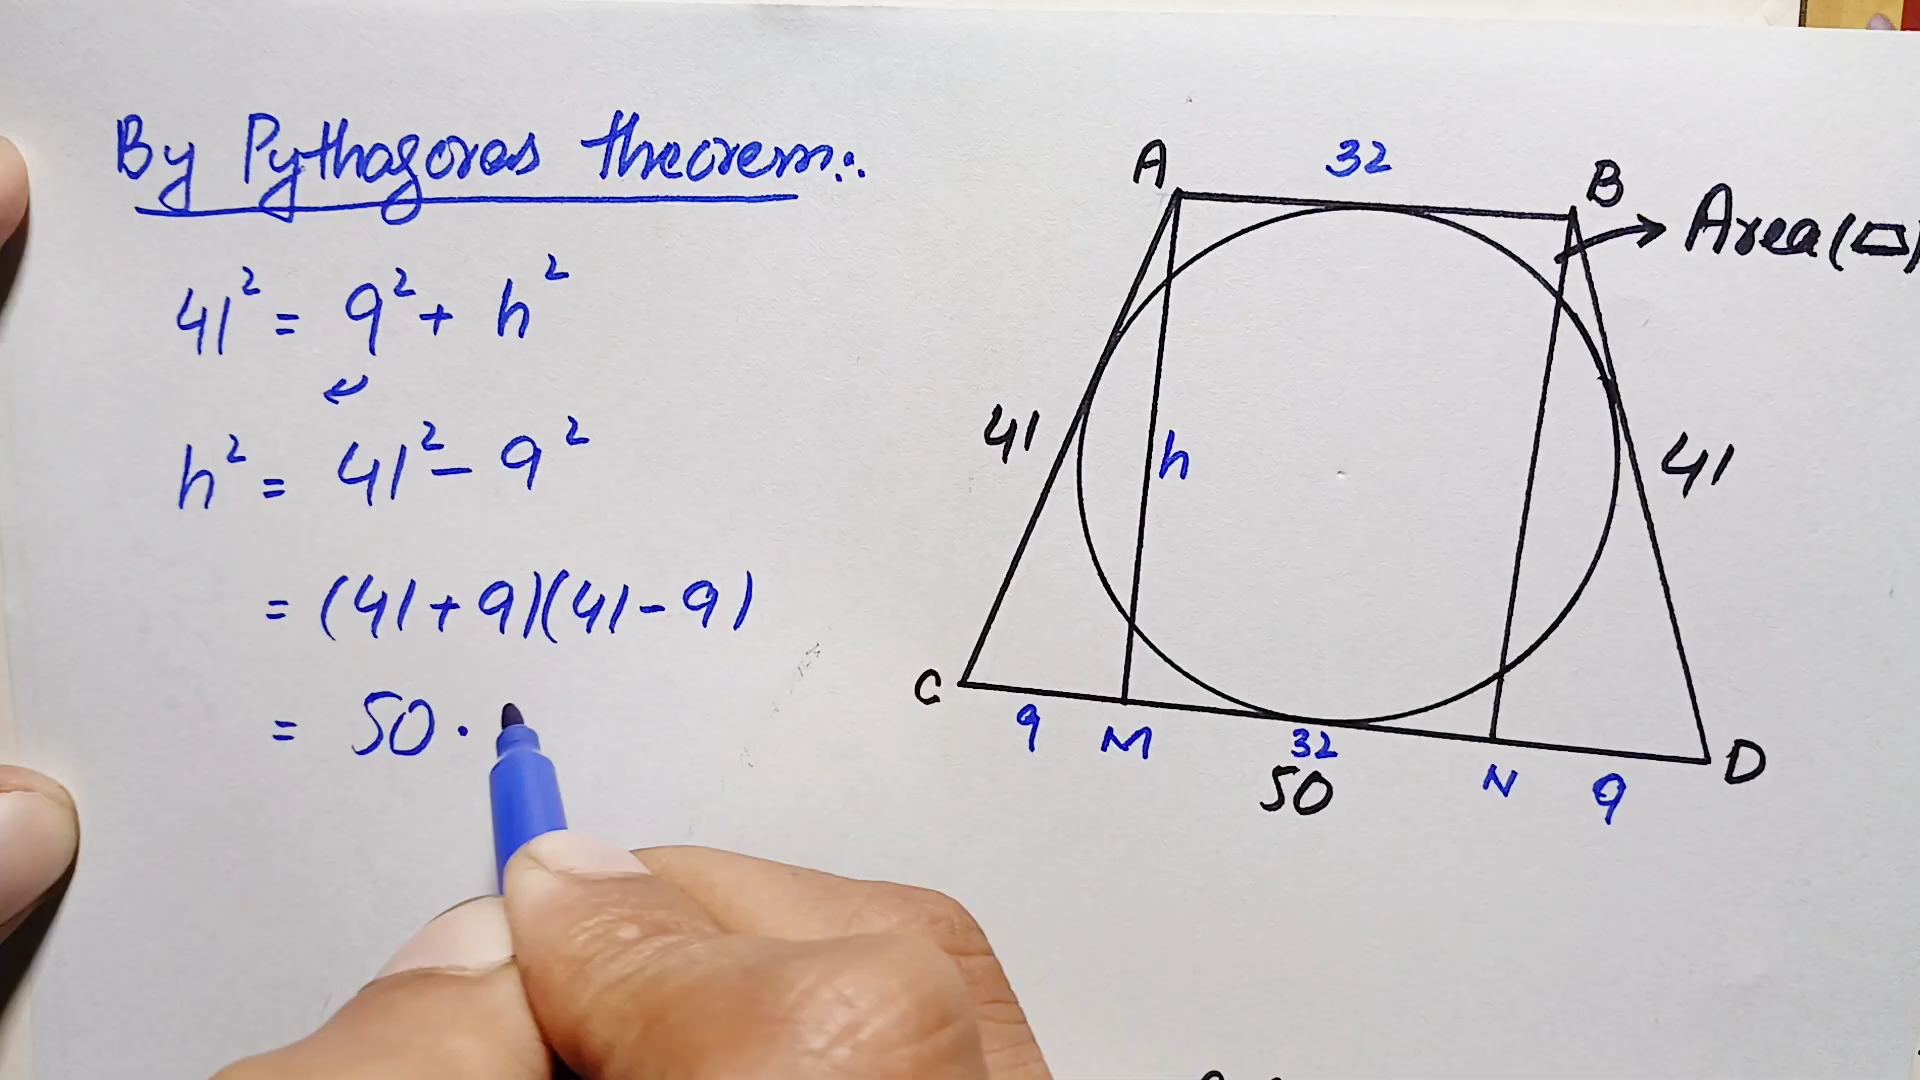 By Pythagoras theorem:.
41² = 9² + h²
h² = 41² - 9²
= (41+9)(41-9)
= 50 ·
A
32
B
Area(▱)
41
h
41
C
9
M
32
50
N
9
D